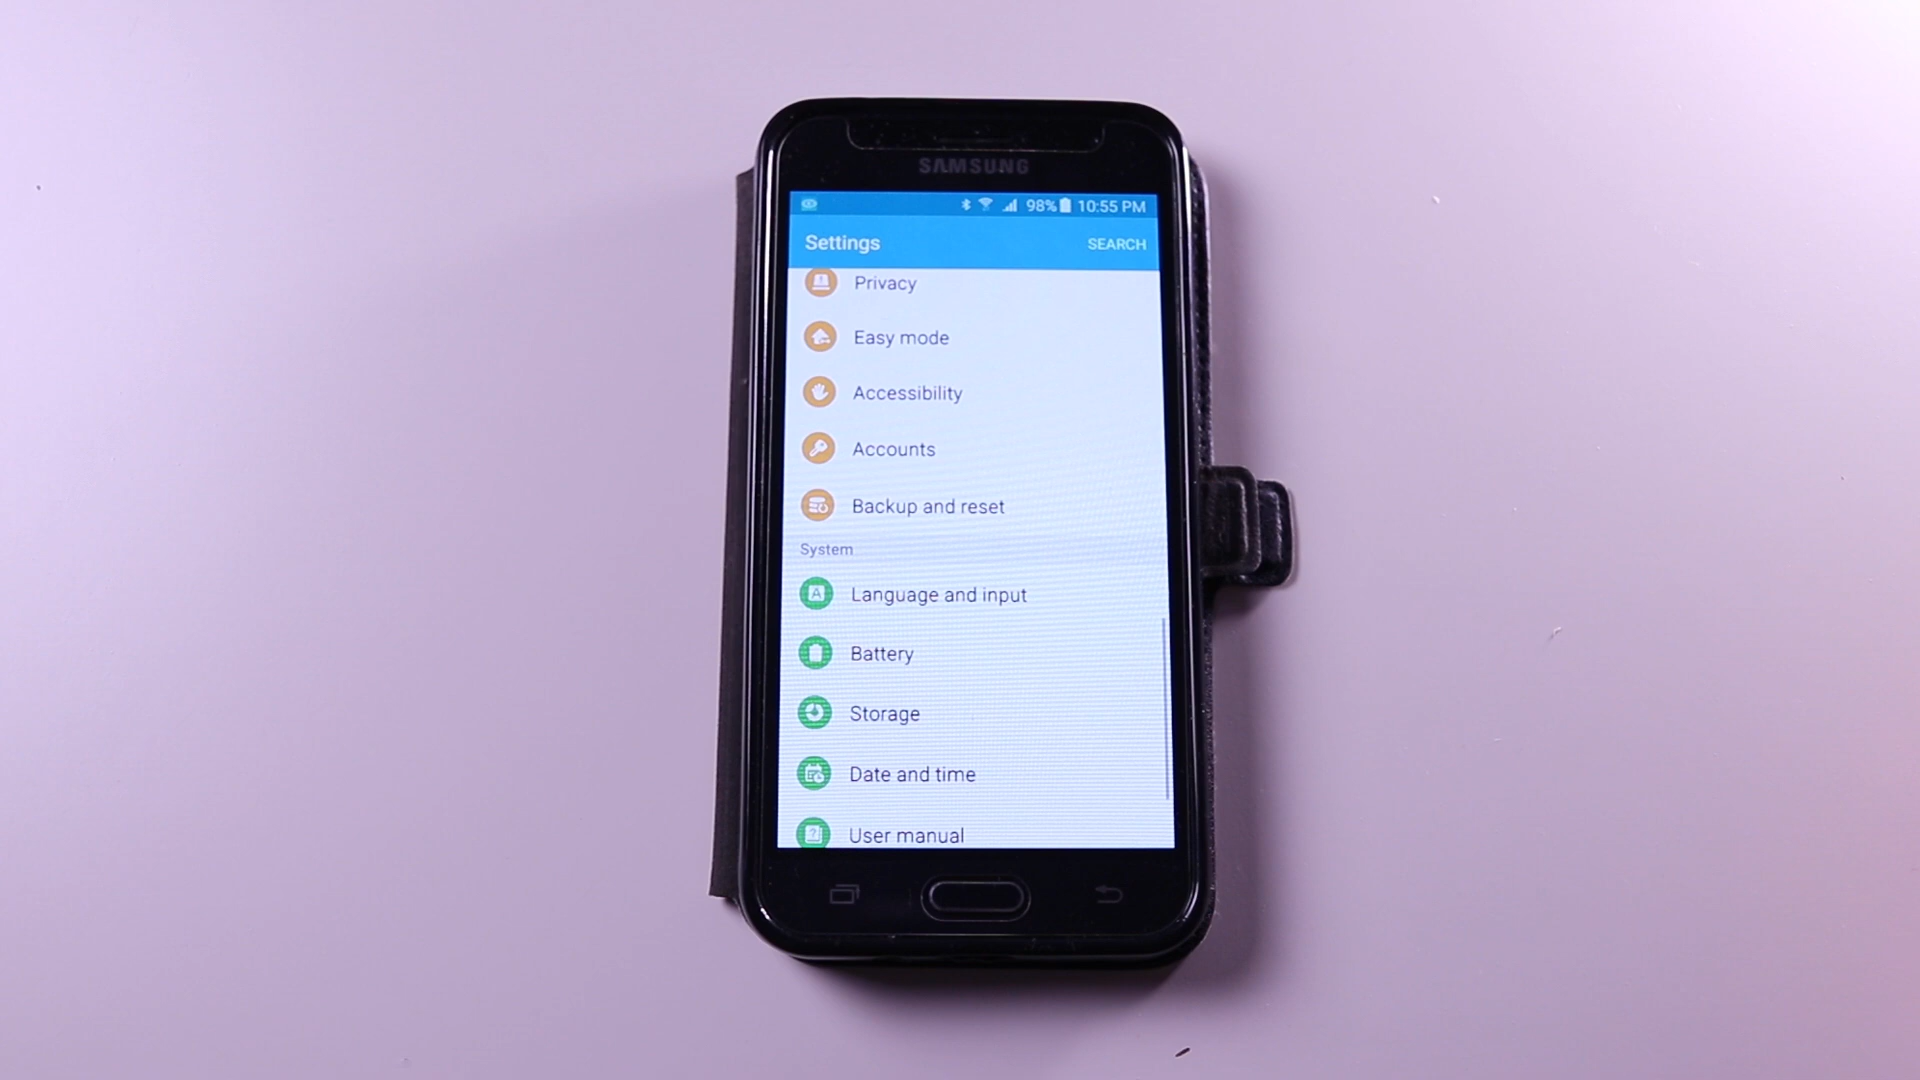 SAMSUNG
98% 10:55 PM
Settings SEARCH
Privacy
Easy mode
Accessibility
Accounts
Backup and reset
System
A Language and input
Battery
Storage
Date and time
? User manual